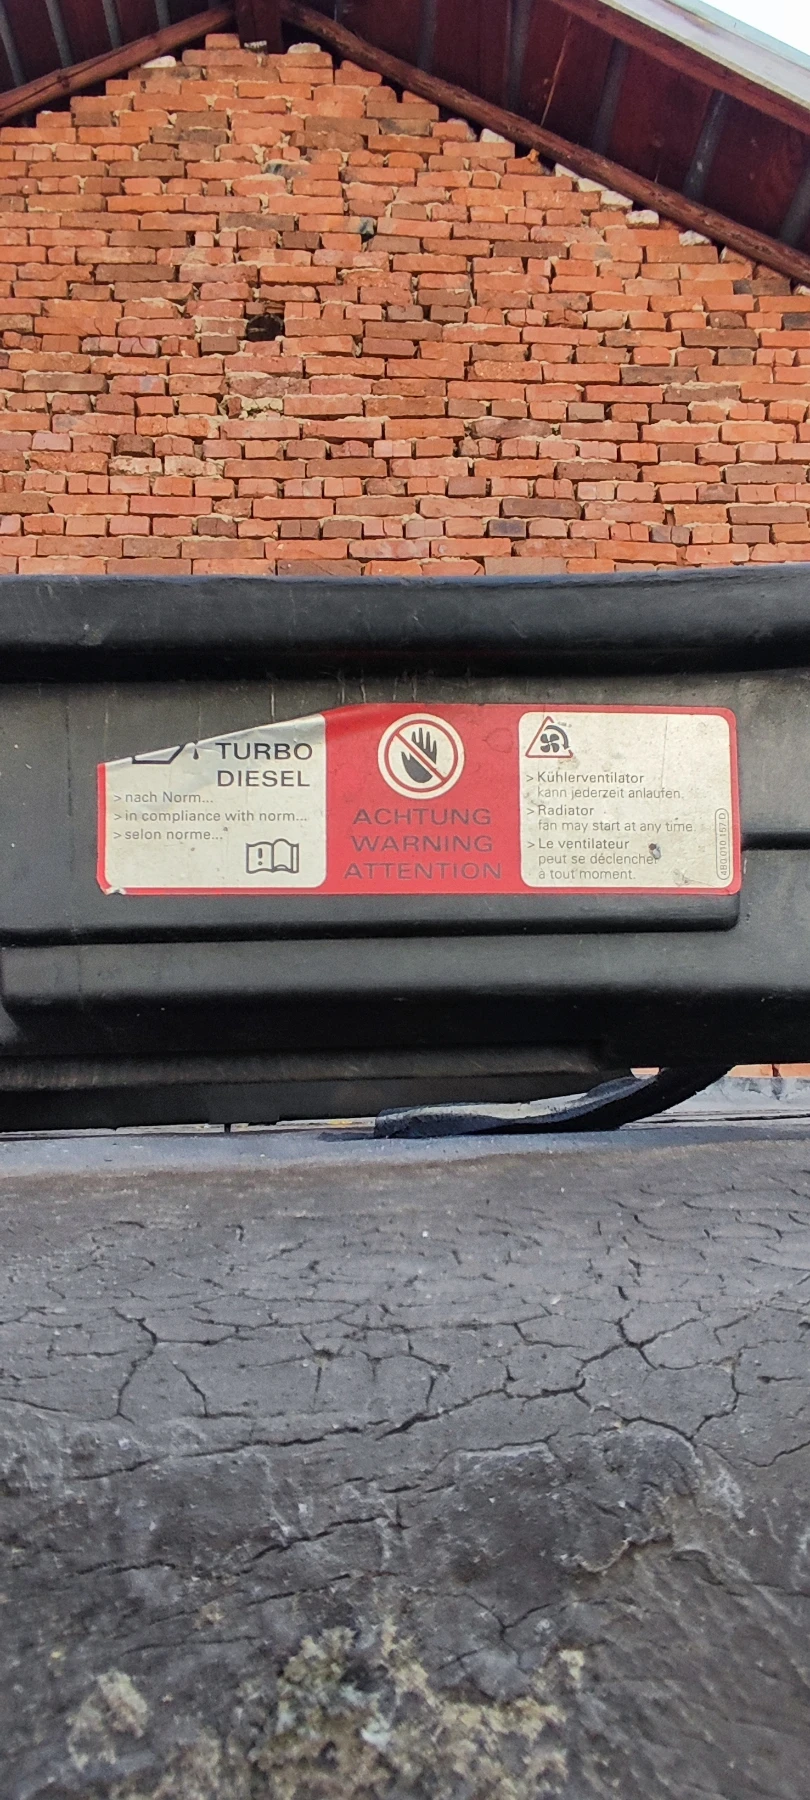 TURBO
DIESEL
> nach Norm...
> in compliance with norm...
> selon norme...
ACHTUNG
WARNING
ATTENTION
> Kühlerventilator
kann jederzeit anlaufen.
> Radiator
fan may start at any time.
> Le ventilateur
peut se déclencher
à tout moment.
4B0.010.157 D